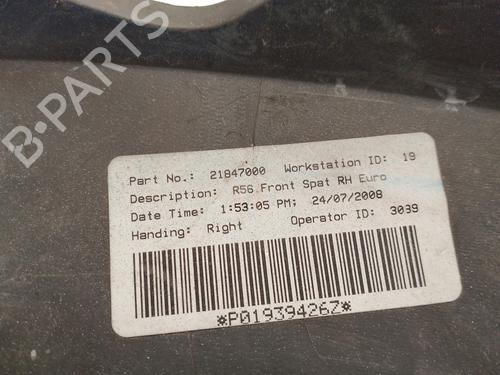 B-PARTS
Part No.: 21847000 Workstation ID: 19
Description: R56 Front Spat RH Euro
Date Time: 1:53:05 PM; 24/07/2008
Handing: Right Operator ID: 3039
*P01939426Z*